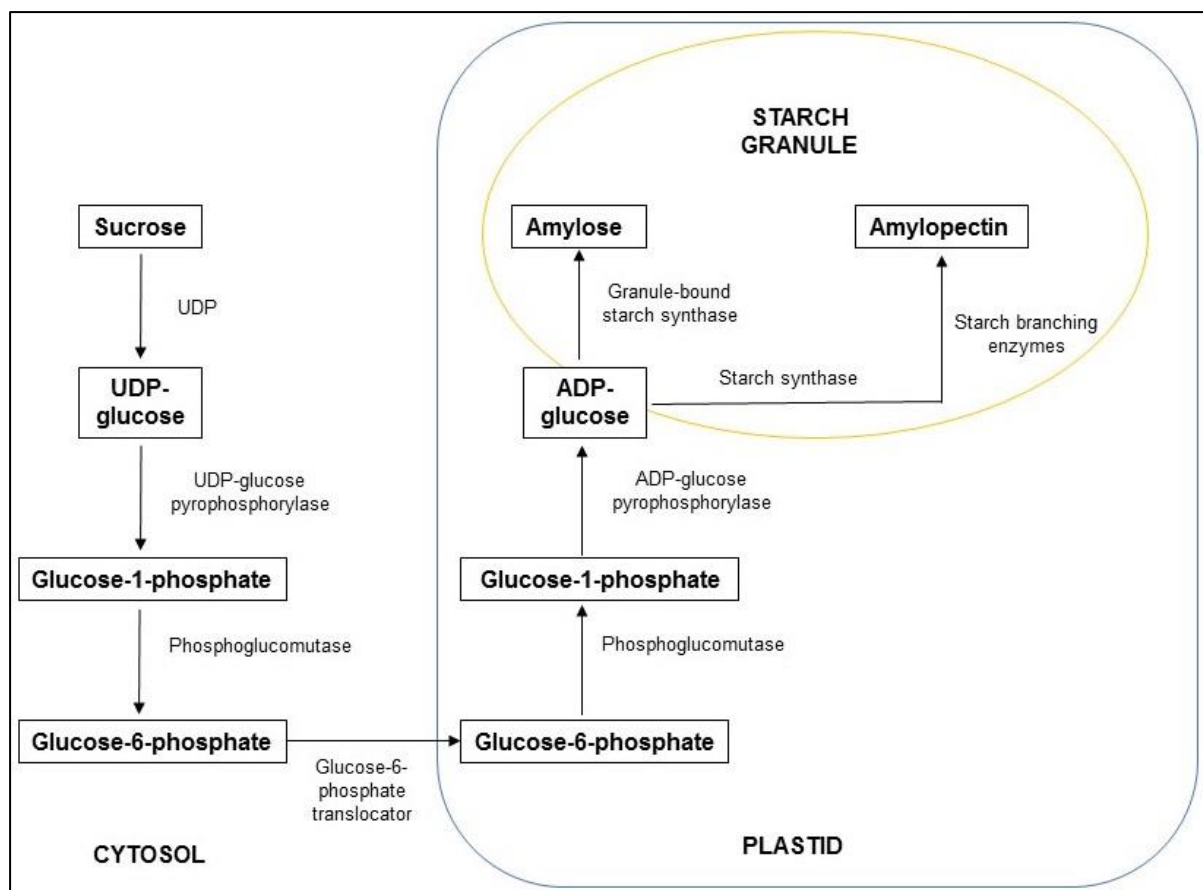 STARCH
GRANULE
Sucrose
Amylose
Amylopectin
UDP
Granule-bound
starch synthase
Starch branching
enzymes
UDP-
glucose
ADP-
glucose
Starch synthase
UDP-glucose
pyrophosphorylase
ADP-glucose
pyrophosphorylase
Glucose-1-phosphate
Glucose-1-phosphate
Phosphoglucomutase
Phosphoglucomutase
Glucose-6-phosphate
Glucose-6-phosphate
Glucose-6-
phosphate
translocator
CYTOSOL
PLASTID